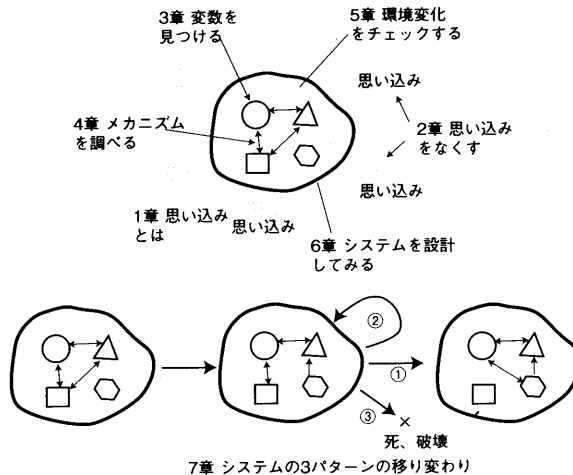 3章 変数を
見つける
5章 環境変化
をチェックする
思い込み
4章 メカニズム
を調べる
2章 思い込み
をなくす
思い込み
1章 思い込み
とは
思い込み
6章 システムを設計
してみる
②
①
③
×
死、破壊
7章 システムの3パターンの移り変わり